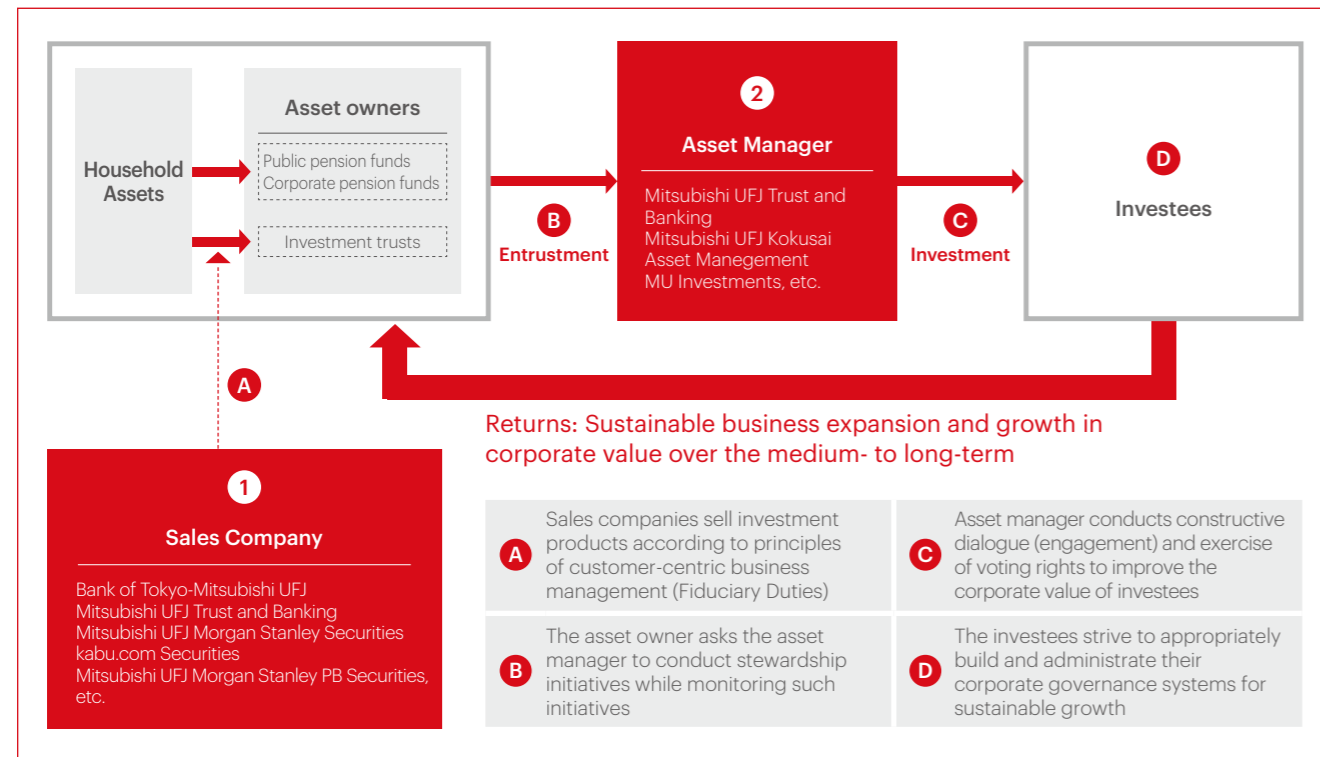 Household
Assets
Asset owners
Public pension funds
Corporate pension funds
Investment trusts
B
Entrustment
2
Asset Manager
Mitsubishi UFJ Trust and
Banking
Mitsubishi UFJ Kokusai
Asset Manegement
MU Investments, etc.
C
Investment
D
Investees
A
Returns: Sustainable business expansion and growth in
corporate value over the medium- to long-term
1
Sales Company
Bank of Tokyo-Mitsubishi UFJ
Mitsubishi UFJ Trust and Banking
Mitsubishi UFJ Morgan Stanley Securities
kabu.com Securities
Mitsubishi UFJ Morgan Stanley PB Securities,
etc.
A
Sales companies sell investment
products according to principles
of customer-centric business
management (Fiduciary Duties)
C
Asset manager conducts constructive
dialogue (engagement) and exercise
of voting rights to improve the
corporate value of investees
B
The asset owner asks the asset
manager to conduct stewardship
initiatives while monitoring such
initiatives
D
The investees strive to appropriately
build and administrate their
corporate governance systems for
sustainable growth